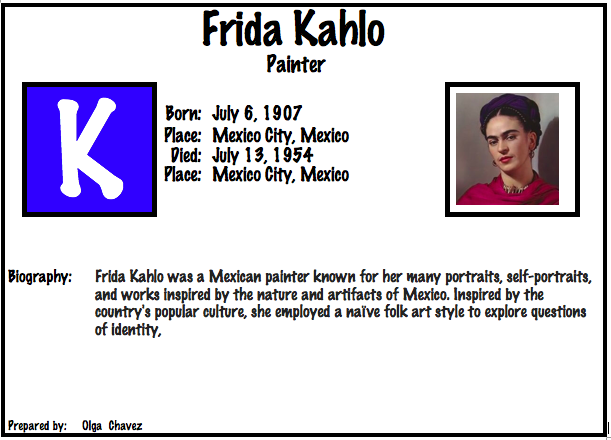 Frida Kahlo
Painter
K
Born: July 6, 1907
Place: Mexico City, Mexico
Died: July 13, 1954
Place: Mexico City, Mexico
Biography: Frida Kahlo was a Mexican painter known for her many portraits, self-portraits,
and works inspired by the nature and artifacts of Mexico. Inspired by the
country's popular culture, she employed a naïve folk art style to explore questions
of identity,
Prepared by: Olga Chavez